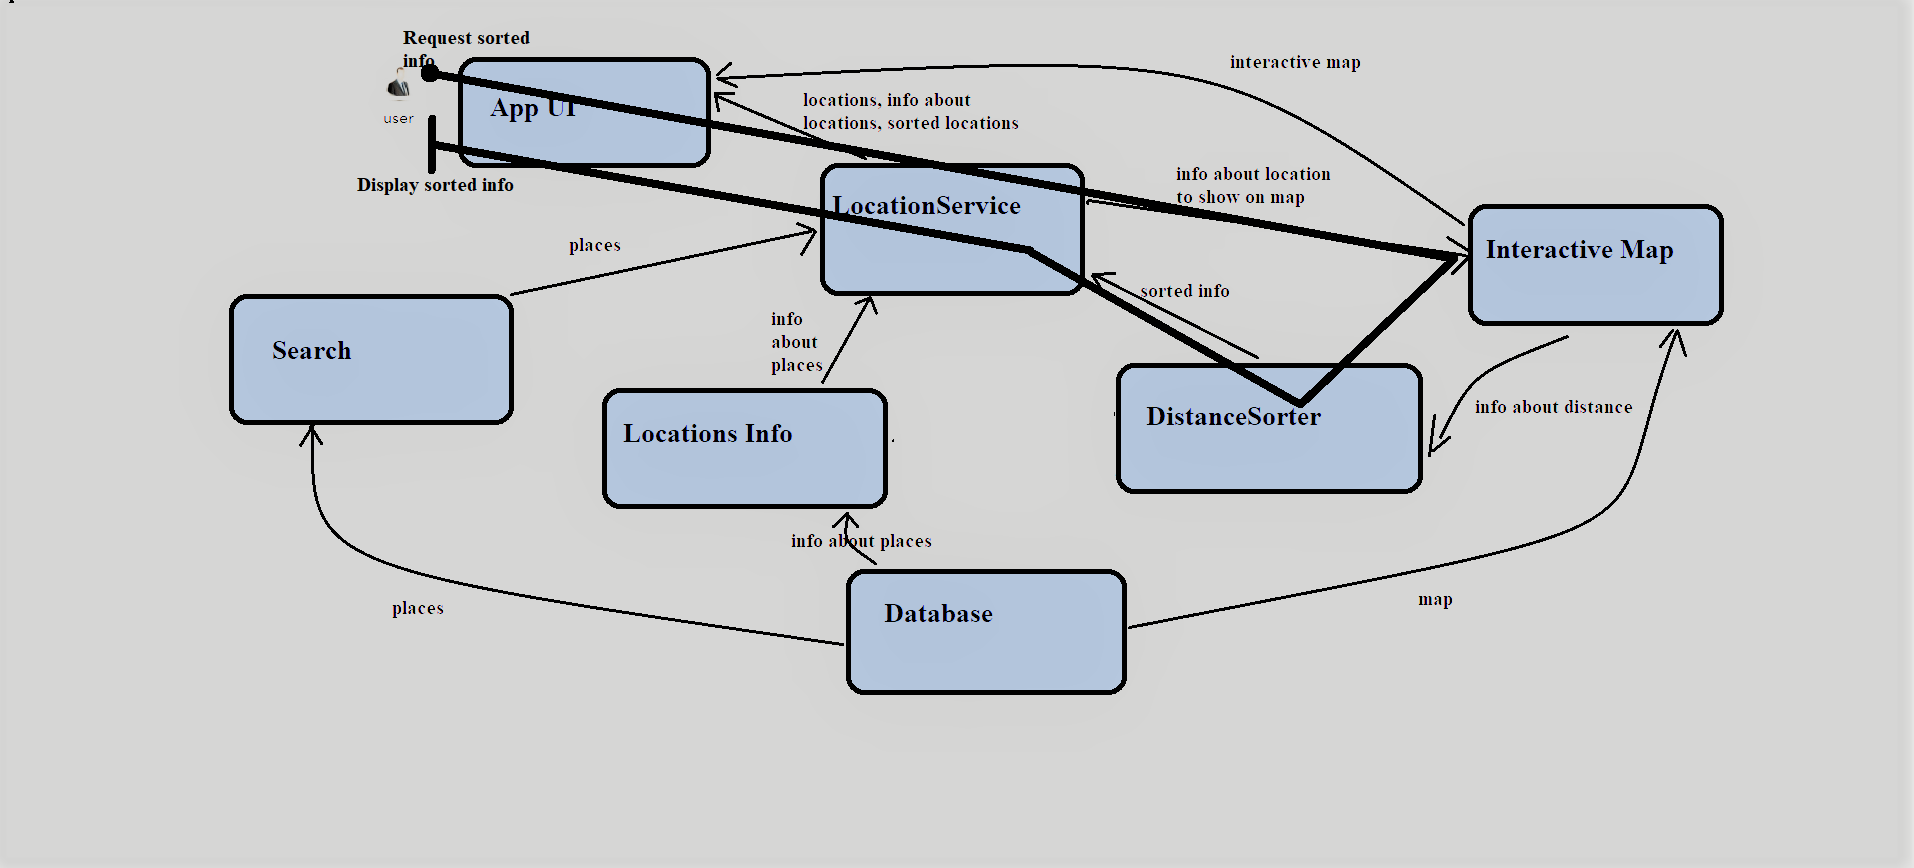 Request sorted
info
user
Display sorted info
App UI
interactive map
locations, info about
locations, sorted locations
info about location
to show on map
LocationService
Interactive Map
places
sorted info
Search
info
about
places
Locations Info
DistanceSorter
info about distance
info about places
places
Database
map